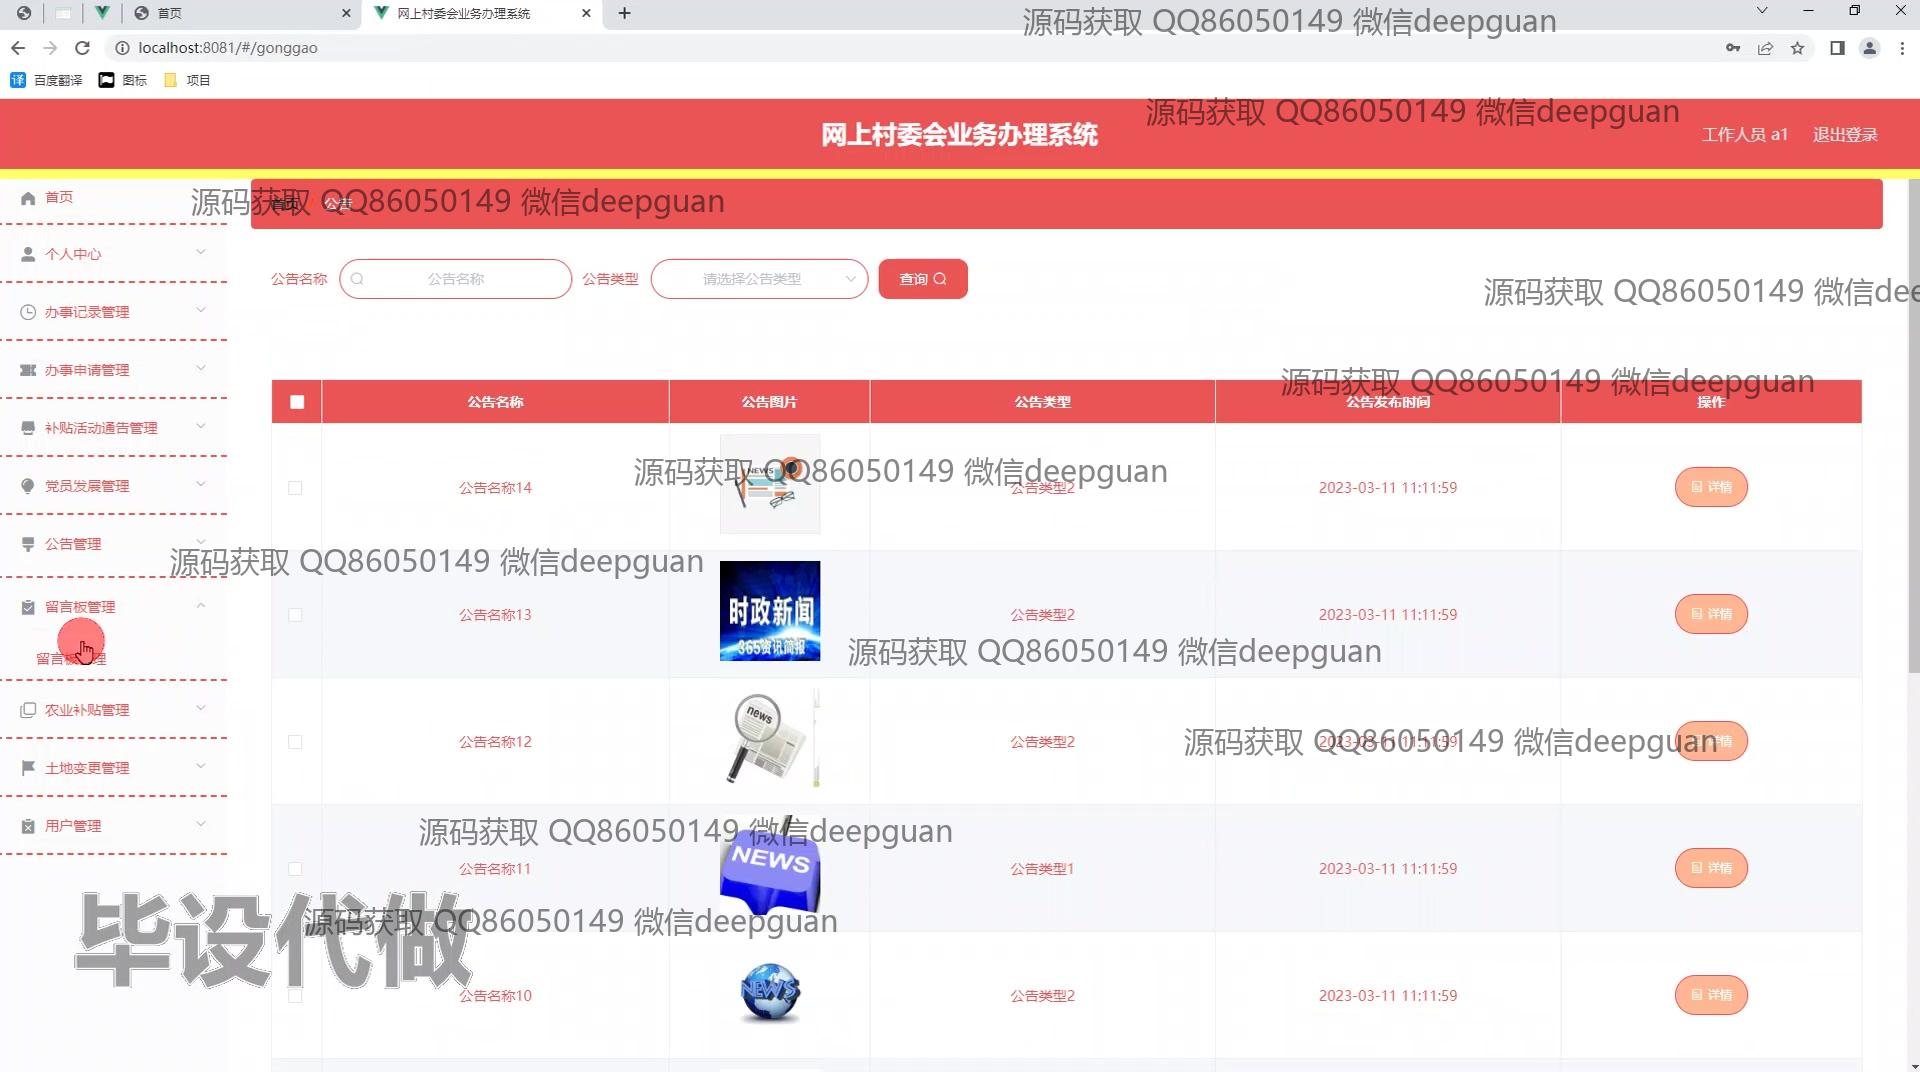 首页
网上村委会业务办理系统
源码获取 QQ86050149 微信deepguan
localhost:8081/#/gonggao
百度翻译 图标 项目
源码获取 QQ86050149 微信deepguan
网上村委会业务办理系统
工作人员 a1 退出登录
首页 公告
源码获取 QQ86050149 微信deepguan
首页
个人中心
办事记录管理
办事申请管理
补贴活动通告管理
党员发展管理
公告管理
留言板管理
留言板管理
农业补贴管理
土地变更管理
用户管理
公告名称 公告名称 公告类型 请选择公告类型 查询
源码获取 QQ86050149 微信dee
源码获取 QQ86050149 微信deepguan
公告名称 公告图片 公告类型 公告发布时间 操作
源码获取 QQ86050149 微信deepguan
公告名称14 NEWS 公告类型2 2023-03-11 11:11:59 详情
源码获取 QQ86050149 微信deepguan
公告名称13 时政新闻 公告类型2 2023-03-11 11:11:59 详情
365资讯简报
源码获取 QQ86050149 微信deepguan
公告名称12 news 公告类型2 2023-03-11 11:11:59 详情
源码获取 QQ86050149 微信deepguan
源码获取 QQ86050149 微信deepguan
公告名称11 NEWS 公告类型1 2023-03-11 11:11:59 详情
源码获取 QQ86050149 微信deepguan
毕设代做
公告名称10 NEWS 公告类型2 2023-03-11 11:11:59 详情